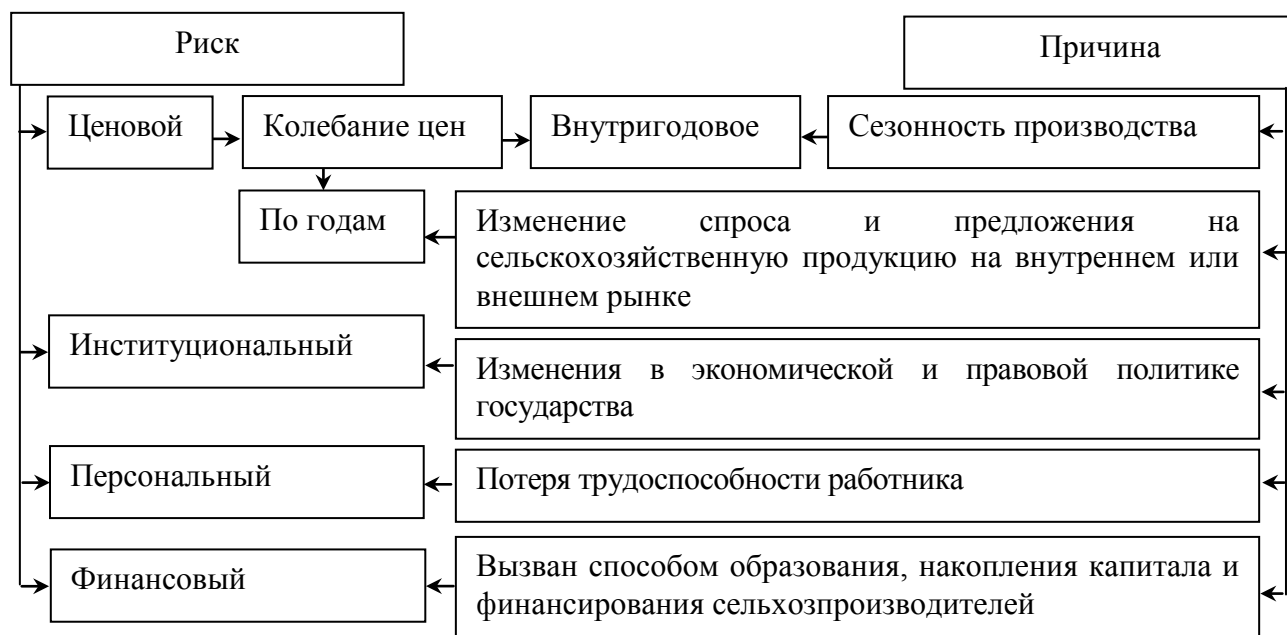 Риск
Причина
Ценовой
Колебание цен
Внутригодовое
Сезонность производства
По годам
Изменение спроса и предложения на
сельскохозяйственную продукцию на внутреннем или
внешнем рынке
Институциональный
Изменения в экономической и правовой политике
государства
Персональный
Потеря трудоспособности работника
Финансовый
Вызван способом образования, накопления капитала и
финансирования сельхозпроизводителей